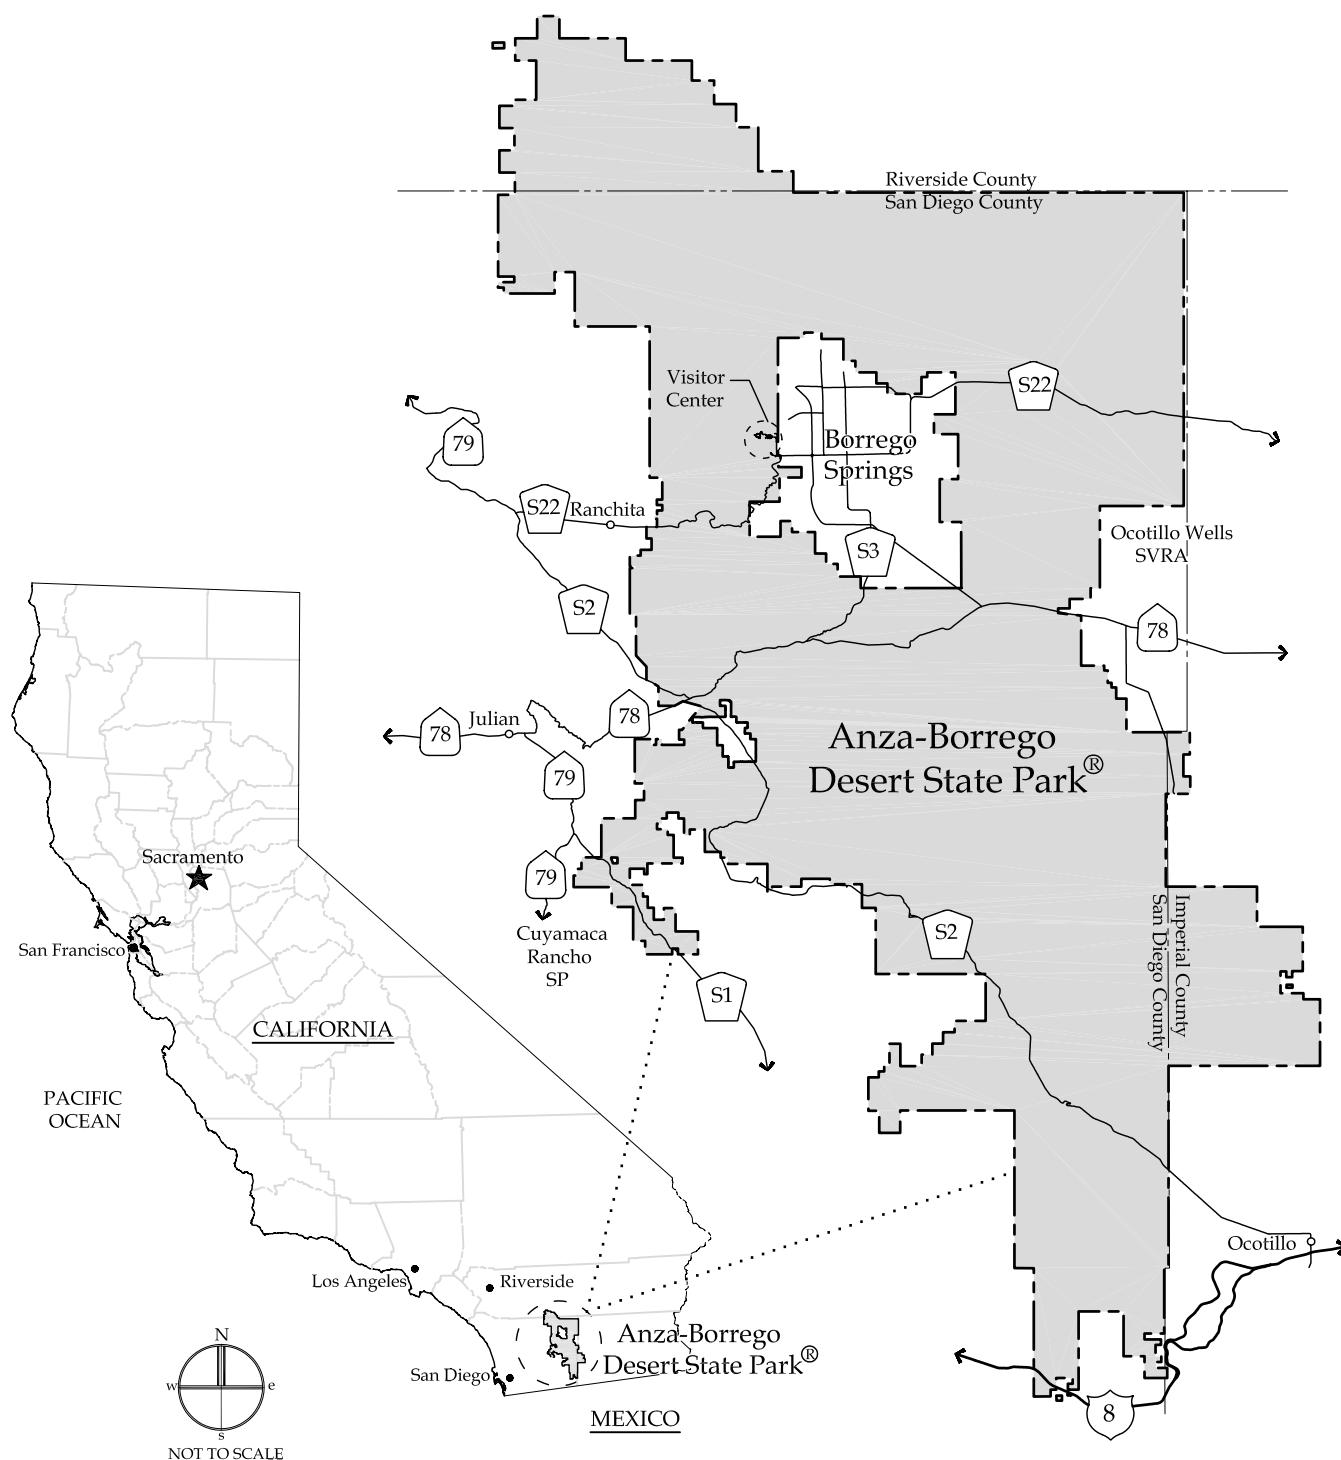 Riverside County
San Diego County
Visitor
Center
S22
79
Borrego
Springs
S22
Ranchita
Ocotillo Wells
SVRA
S3
S2
78
78
Julian
78
Anza-Borrego
Desert State Park®
79
Sacramento
79
S2
Imperial County
San Diego County
Cuyamaca
Rancho
SP
San Francisco
S1
CALIFORNIA
PACIFIC
OCEAN
Ocotillo
Los Angeles
Riverside
Anza-Borrego
Desert State Park®
San Diego
N
w
e
s
NOT TO SCALE
MEXICO
8